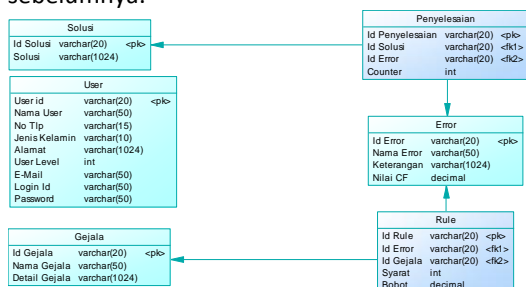 sebelumnya.
Solusi
Id Solusi varchar(20) <pk>
Solusi varchar(1024)
User
User id varchar(20) <pk>
Nama User varchar(50)
No Tlp varchar(15)
Jenis Kelamin varchar(10)
Alamat varchar(1024)
User Level int
E-Mail varchar(50)
Login Id varchar(50)
Password varchar(50)
Gejala
Id Gejala varchar(20) <pk>
Nama Gejala varchar(50)
Detail Gejala varchar(1024)
Penyelesaian
Id Penyelesaian varchar(20) <pk>
Id Solusi varchar(20) <fk1>
Id Error varchar(20) <fk2>
Counter int
Error
Id Error varchar(20) <pk>
Nama Error varchar(50)
Keterangan varchar(1024)
Nilai CF decimal
Rule
Id Rule varchar(20) <pk>
Id Error varchar(20) <fk1>
Id Gejala varchar(20) <fk2>
Syarat int
Bobot decimal